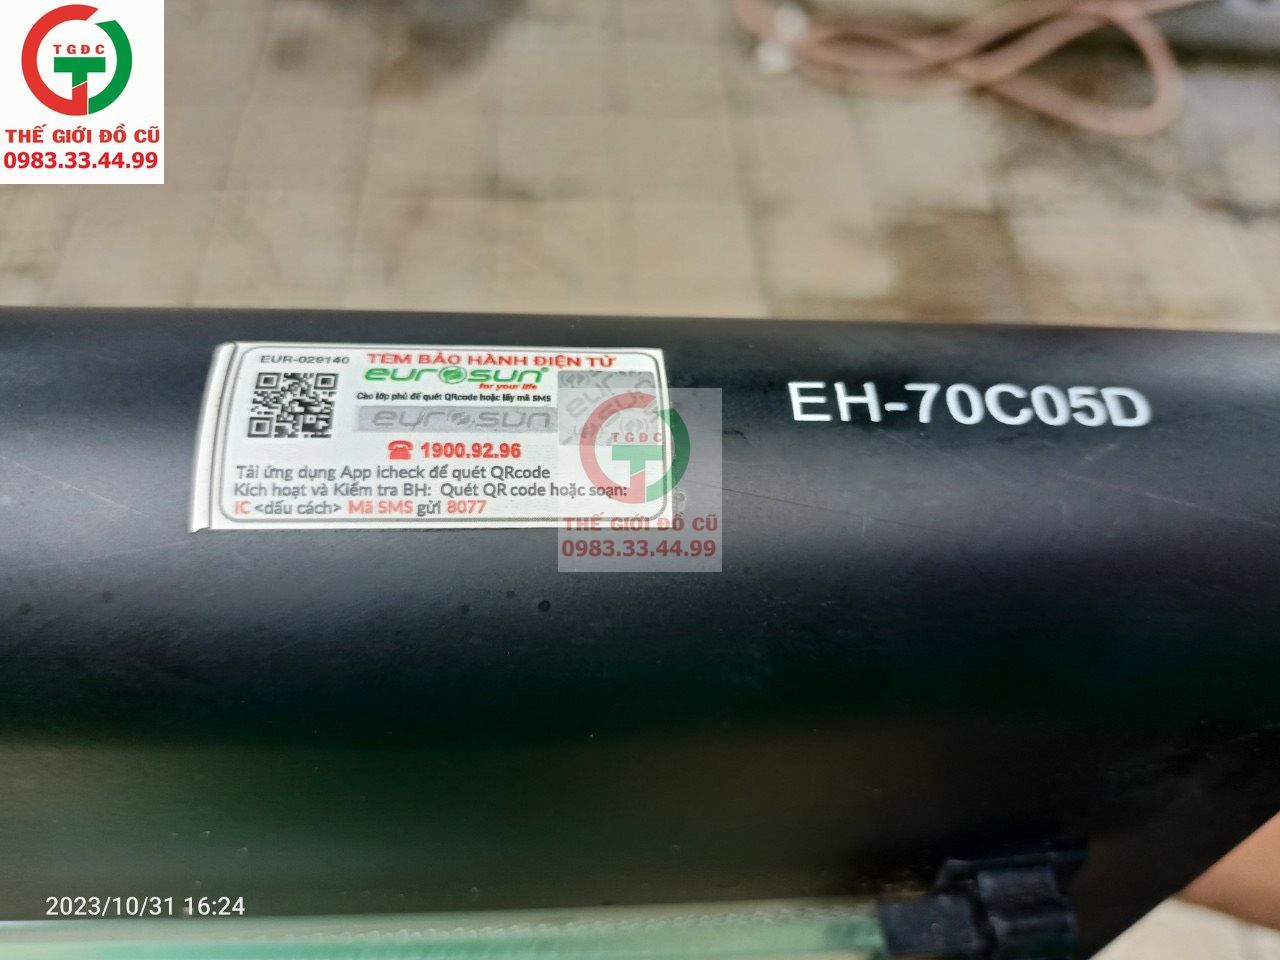 TGĐC
THẾ GIỚI ĐỒ CŨ
0983.33.44.99
EUR-029140 TEM BẢO HÀNH ĐIỆN TỬ
eurosun
for your life
Cào lớp phủ để quét QRcode hoặc lấy mã SMS
eurosun
1900.92.96
Tải ứng dụng App icheck để quét QRcode
Kích hoạt và Kiểm tra BH: Quét QR code hoặc soạn:
IC <dấu cách> Mã SMS gửi 8077
EH-70C05D
TGĐC
THẾ GIỚI ĐỒ CŨ
0983.33.44.99
2023/10/31 16:24